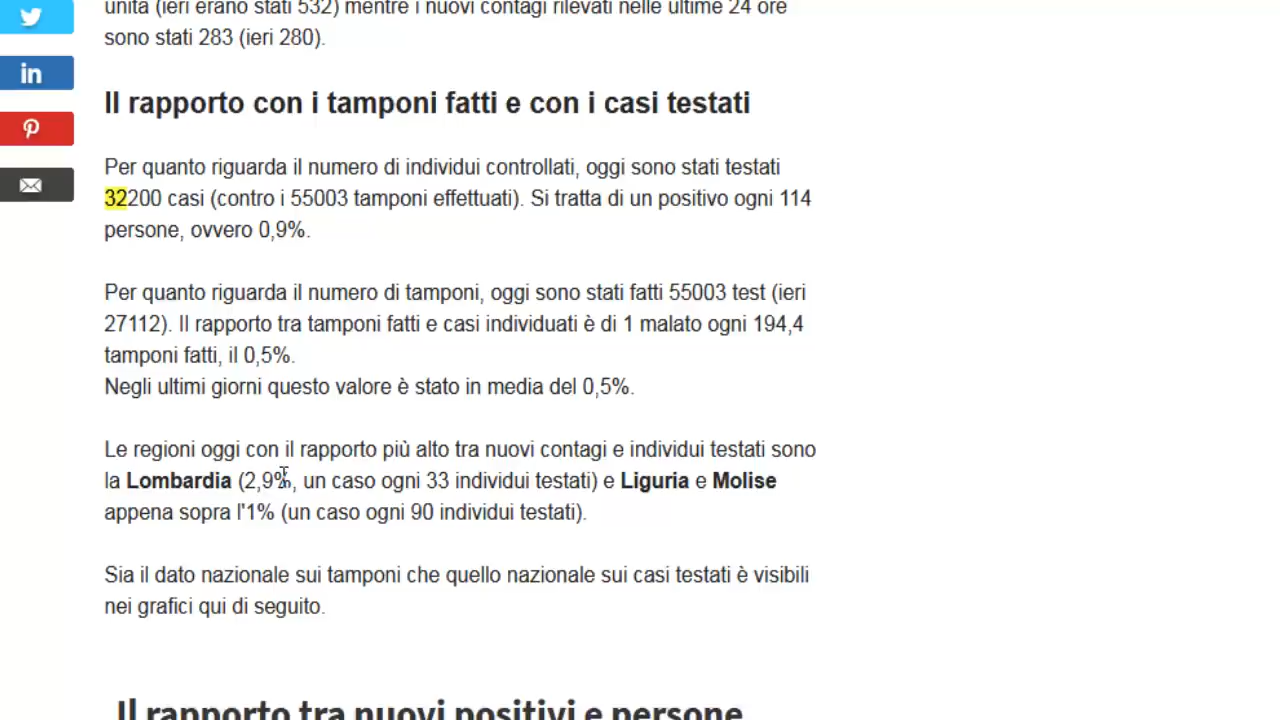 unità (ieri erano stati 532) mentre i nuovi contagi rilevati nelle ultime 24 ore
sono stati 283 (ieri 280).
Il rapporto con i tamponi fatti e con i casi testati
Per quanto riguarda il numero di individui controllati, oggi sono stati testati
32200 casi (contro i 55003 tamponi effettuati). Si tratta di un positivo ogni 114
persone, ovvero 0,9%.
Per quanto riguarda il numero di tamponi, oggi sono stati fatti 55003 test (ieri
27112). Il rapporto tra tamponi fatti e casi individuati è di 1 malato ogni 194,4
tamponi fatti, il 0,5%.
Negli ultimi giorni questo valore è stato in media del 0,5%.
Le regioni oggi con il rapporto più alto tra nuovi contagi e individui testati sono
la Lombardia (2,9%, un caso ogni 33 individui testati) e Liguria e Molise
appena sopra l'1% (un caso ogni 90 individui testati).
Sia il dato nazionale sui tamponi che quello nazionale sui casi testati è visibili
nei grafici qui di seguito.
Il rapporto tra nuovi positivi e persone